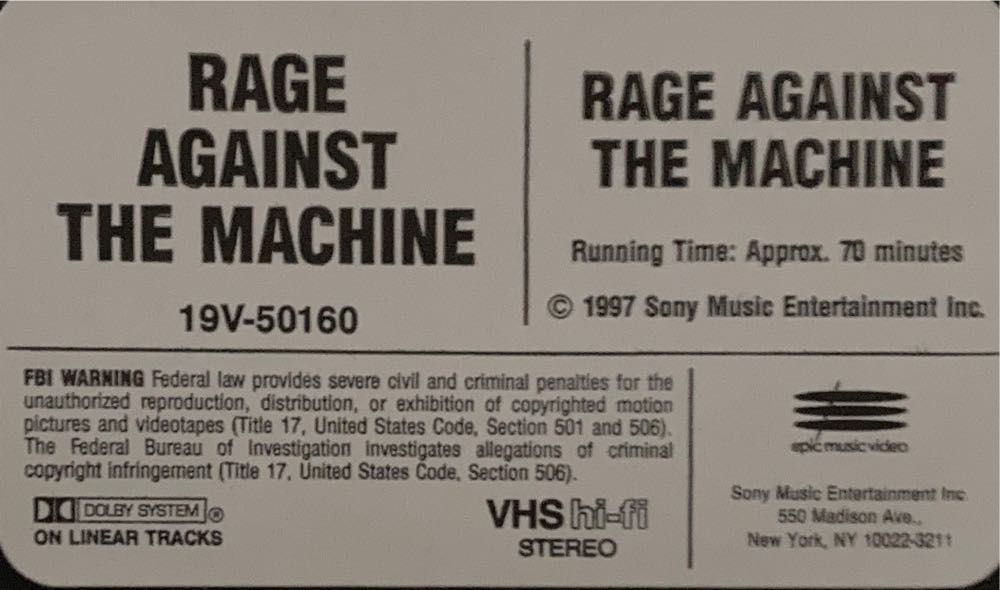 RAGE
AGAINST
THE MACHINE
19V-50160
RAGE AGAINST
THE MACHINE
Running Time: Approx. 70 minutes
© 1997 Sony Music Entertainment Inc.
FBI WARNING Federal law provides severe civil and criminal penalties for the
unauthorized reproduction, distribution, or exhibition of copyrighted motion
pictures and videotapes (Title 17, United States Code, Section 501 and 506).
The Federal Bureau of Investigation investigates allegations of criminal
copyright infringement (Title 17, United States Code, Section 506).
DOLBY SYSTEM ®
ON LINEAR TRACKS
VHS hi-fi
STEREO
epic music video
Sony Music Entertainment Inc.
550 Madison Ave.,
New York, NY 10022-3211